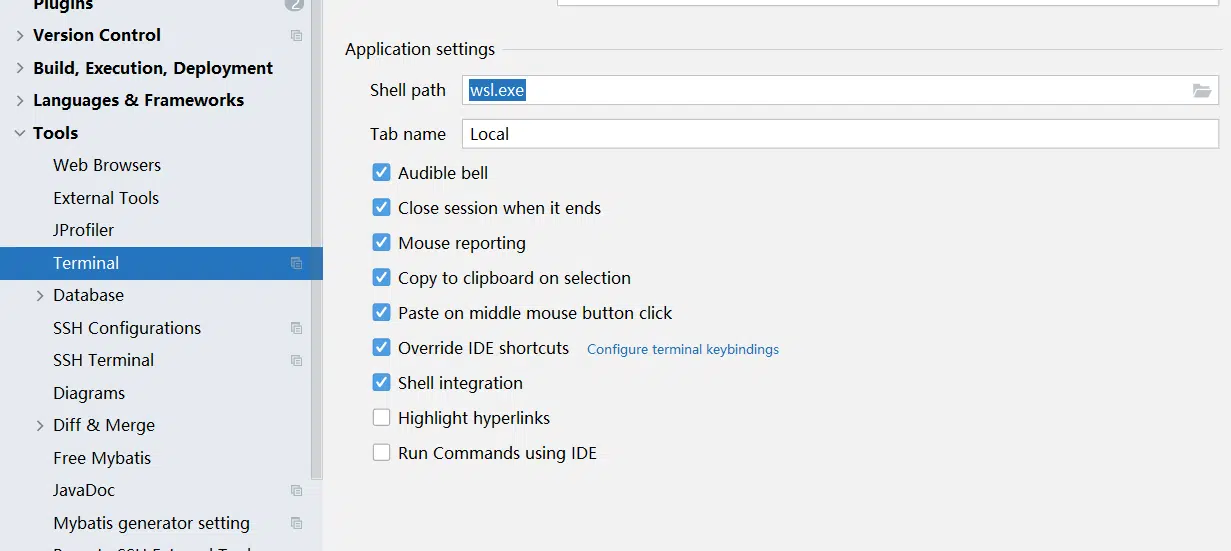 Plugins
2
Version Control
Build, Execution, Deployment
Languages & Frameworks
Tools
Web Browsers
External Tools
JProfiler
Terminal
Database
SSH Configurations
SSH Terminal
Diagrams
Diff & Merge
Free Mybatis
JavaDoc
Mybatis generator setting
Application settings
Shell path wsl.exe
Tab name Local
Audible bell
Close session when it ends
Mouse reporting
Copy to clipboard on selection
Paste on middle mouse button click
Override IDE shortcuts Configure terminal keybindings
Shell integration
Highlight hyperlinks
Run Commands using IDE